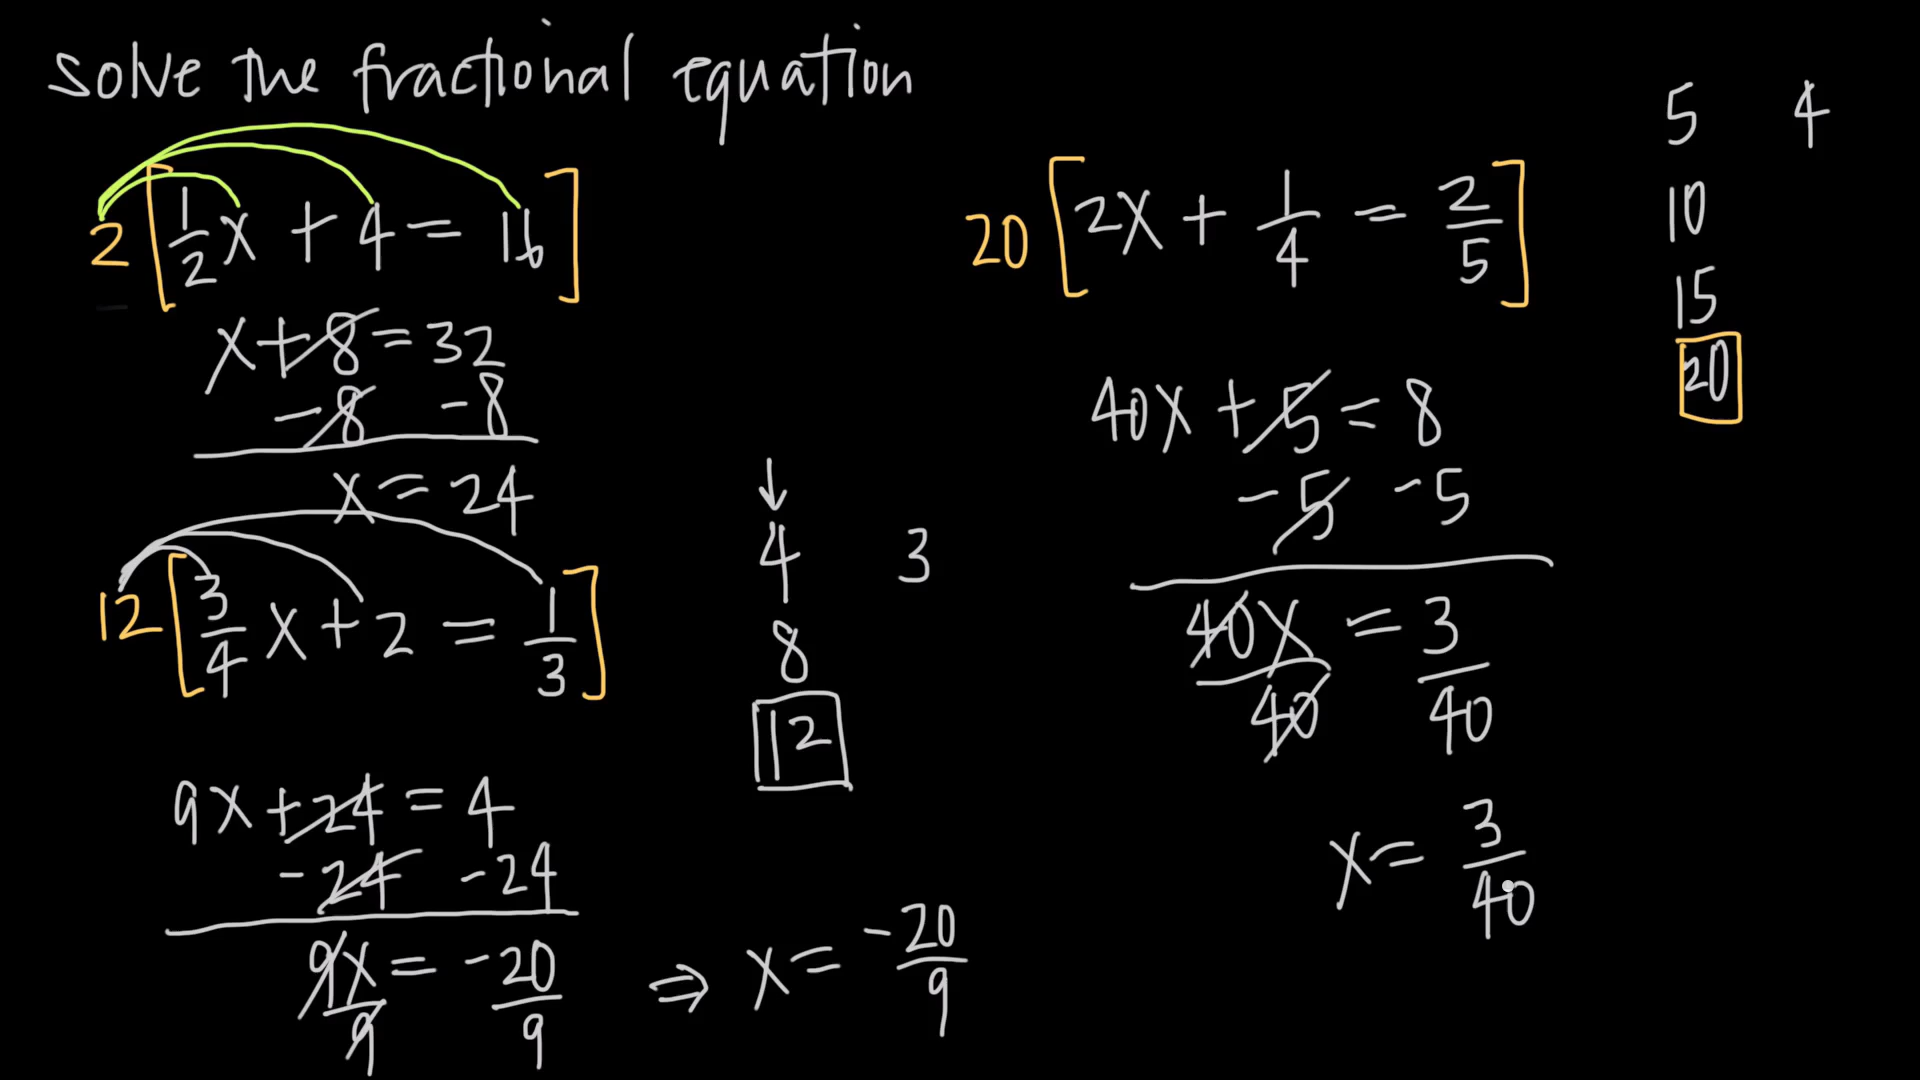 solve the fractional equation
2 [ 1/2 x + 4 = 16 ]
x + 8 = 32
- 8 - 8
x = 24
12 [ 3/4 x + 2 = 1/3 ]
9x + 24 = 4
- 24 - 24
9x/9 = -20/9 ⇒ x = -20/9
↓
4 3
8
12
20 [ 2x + 1/4 = 2/5 ]
40x + 5 = 8
- 5 - 5
40x/40 = 3/40
x = 3/40
5 4
10
15
20